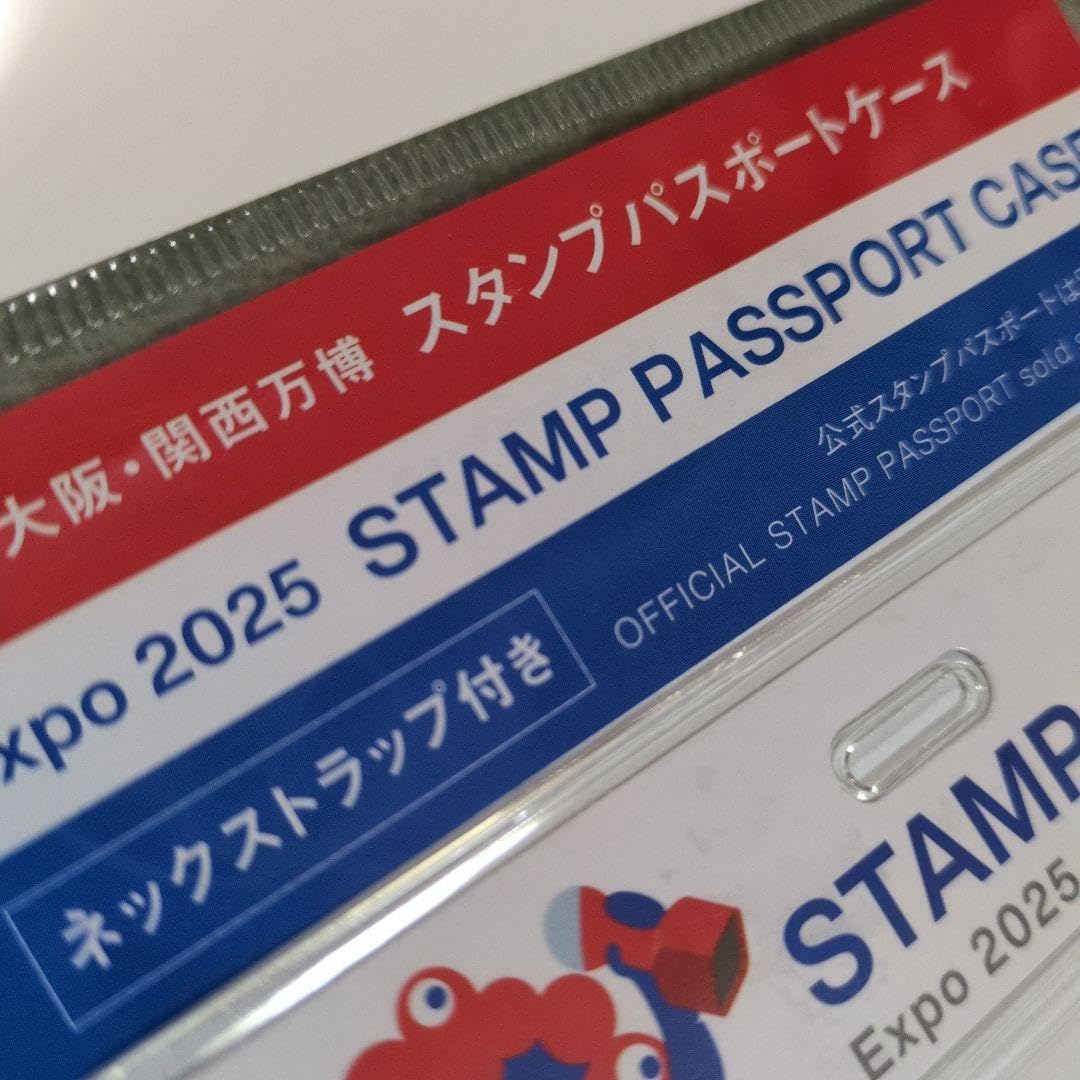 大阪・関西万博 スタンプパスポートケース
xpo 2025 STAMP PASSPORT CASE
公式スタンプパスポートは
ネックストラップ付き
OFFICIAL STAMP PASSPORT sold
STAMP
Expo 2025